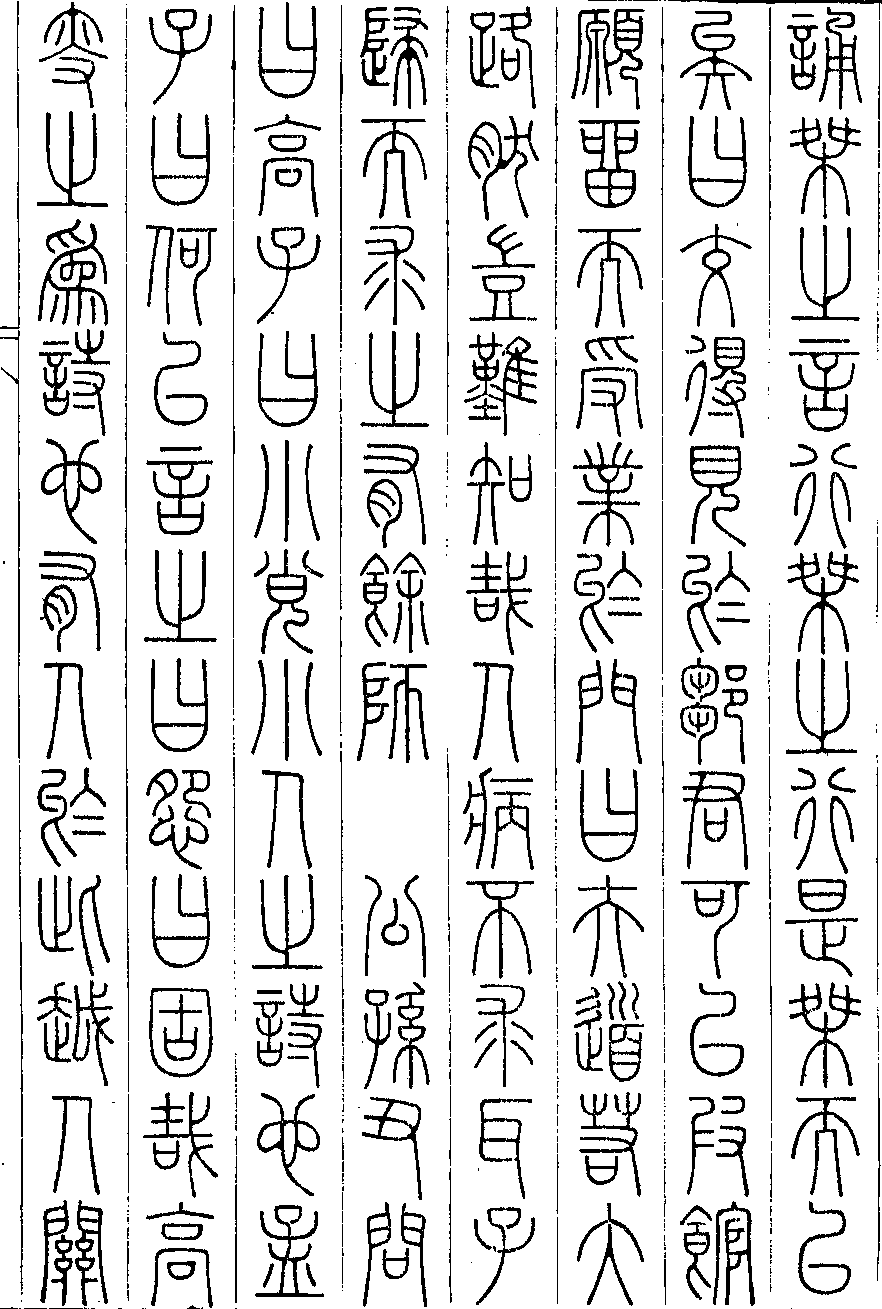 誦桀之言行桀之行是桀而已
矣曰交得見於鄒君可以叚館
願畱而受業於門曰夫道若大
路然豈難知哉人病不求耳子
歸而求之有餘師　公孫丑問
曰高子曰小弁小人之詩也孟
子曰何以言之曰怨曰固哉高
叟之爲詩也有人於此越人關